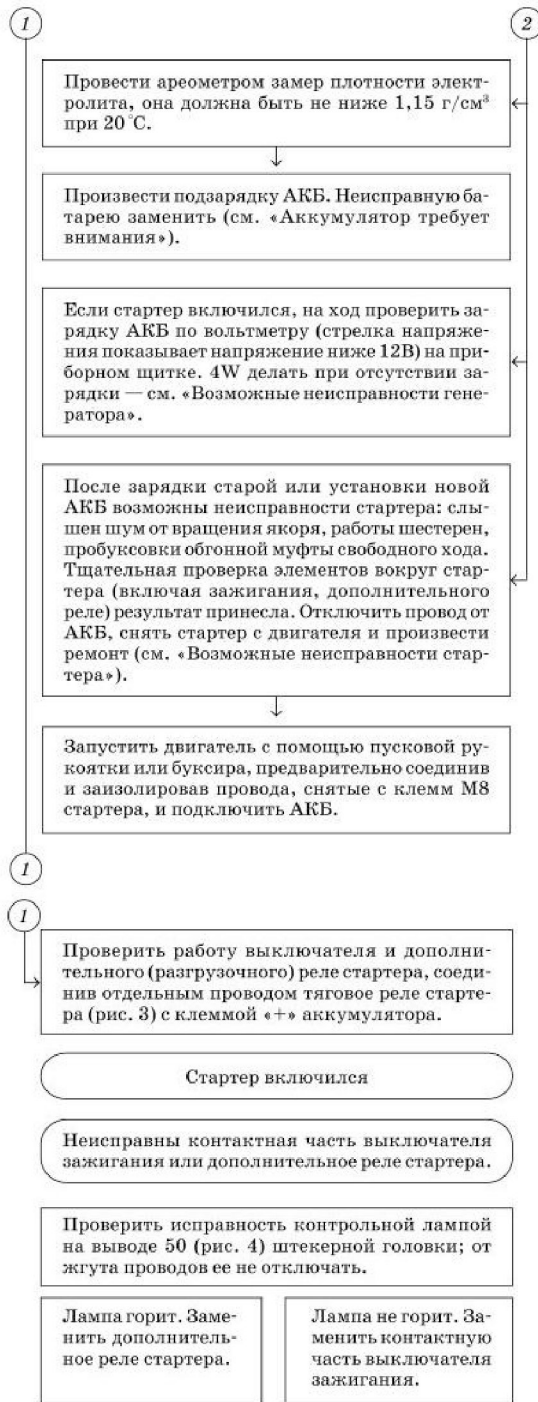 1
2
Провести ареометром замер плотности элект-
ролита, она должна быть не ниже 1,15 г/см³
при 20 °С.
Произвести подзарядку АКБ. Неисправную ба-
тарею заменить (см. «Аккумулятор требует
внимания»).
Если стартер включился, на ход проверить за-
рядку АКБ по вольтметру (стрелка напряже-
ния показывает напряжение ниже 12В) на при-
борном щитке. 4W делать при отсутствии за-
рядки — см. «Возможные неисправности гене-
ратора».
После зарядки старой или установки новой
АКБ возможны неисправности стартера: слы-
шен шум от вращения якоря, работы шестерен,
пробуксовки обгонной муфты свободного хода.
Тщательная проверка элементов вокруг стар-
тера (включая зажигания, дополнительного
реле) результат принесла. Отключить провод от
АКБ, снять стартер с двигателя и произвести
ремонт (см. «Возможные неисправности стар-
тера»).
Запустить двигатель с помощью пусковой ру-
коятки или буксира, предварительно соединив
и заизолировав провода, снятые с клемм М8
стартера, и подключить АКБ.
1
1
Проверить работу выключателя и дополни-
тельного (разгрузочного) реле стартера, соеди-
нив отдельным проводом тяговое реле старте-
ра (рис. 3) с клеммой «+» аккумулятора.
Стартер включился
Неисправны контактная часть выключателя
зажигания или дополнительное реле стартера.
Проверить исправность контрольной лампой
на выводе 50 (рис. 4) штекерной головки; от
жгута проводов ее не отключать.
Лампа горит. Заме-
нить дополнитель-
ное реле стартера.
Лампа не горит. За-
менить контактную
часть выключателя
зажигания.